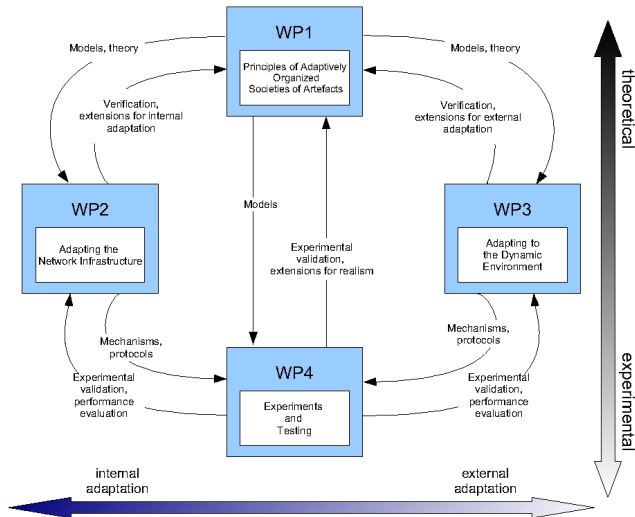 WP1
Principles of Adaptively
Organized
Societies of Artefacts
Models, theory
Models, theory
Verification,
extensions for internal
adaptation
Verification,
extensions for external
adaptation
theoretical
WP2
Adapting the
Network Infrastructure
Models
Experimental
validation,
extensions for realism
WP3
Adapting to
the Dynamic
Environment
Mechanisms,
protocols
Mechanisms,
protocols
Experimental
validation,
performance
evaluation
WP4
Experiments
and
Testing
Experimental
validation,
performance
evaluation
experimental
internal
adaptation
external
adaptation